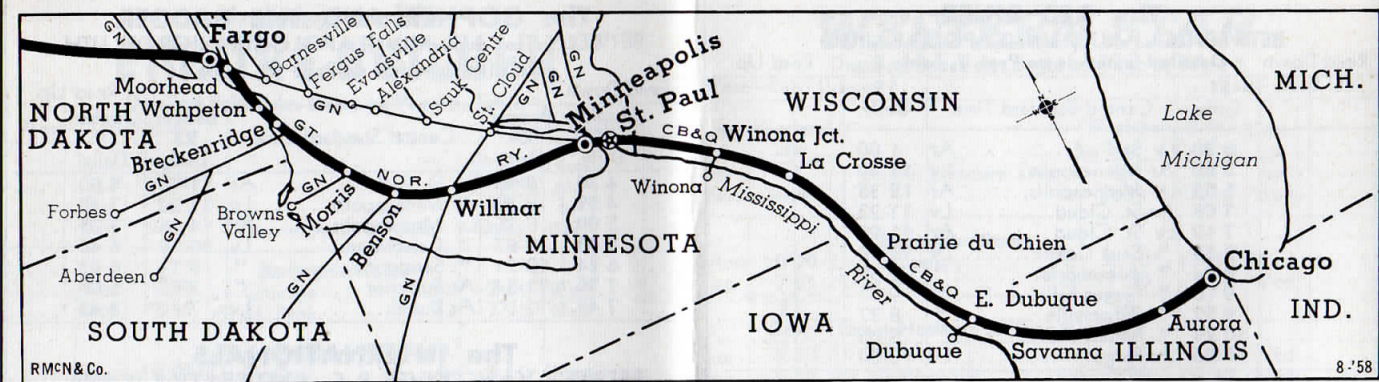 GN
Fargo
Barnesville
Fergus Falls
Evansville
Alexandria
Sauk Centre
St. Cloud
GN
GN
GN
Minneapolis
St. Paul
Moorhead
Wahpeton
Breckenridge
NORTH
DAKOTA
GT.
NOR.
RY.
GN
GN
GN
Forbes
Aberdeen
Browns
Valley
Morris
Benson
Willmar
GN
GN
SOUTH DAKOTA
MINNESOTA
WISCONSIN
CB&Q
Winona Jct.
Winona
La Crosse
Mississippi
River
Prairie du Chien
CB&Q
E. Dubuque
Dubuque
Savanna
IOWA
ILLINOIS
Aurora
Chicago
Lake
Michigan
MICH.
IND.
RMCN & Co.
8-'58